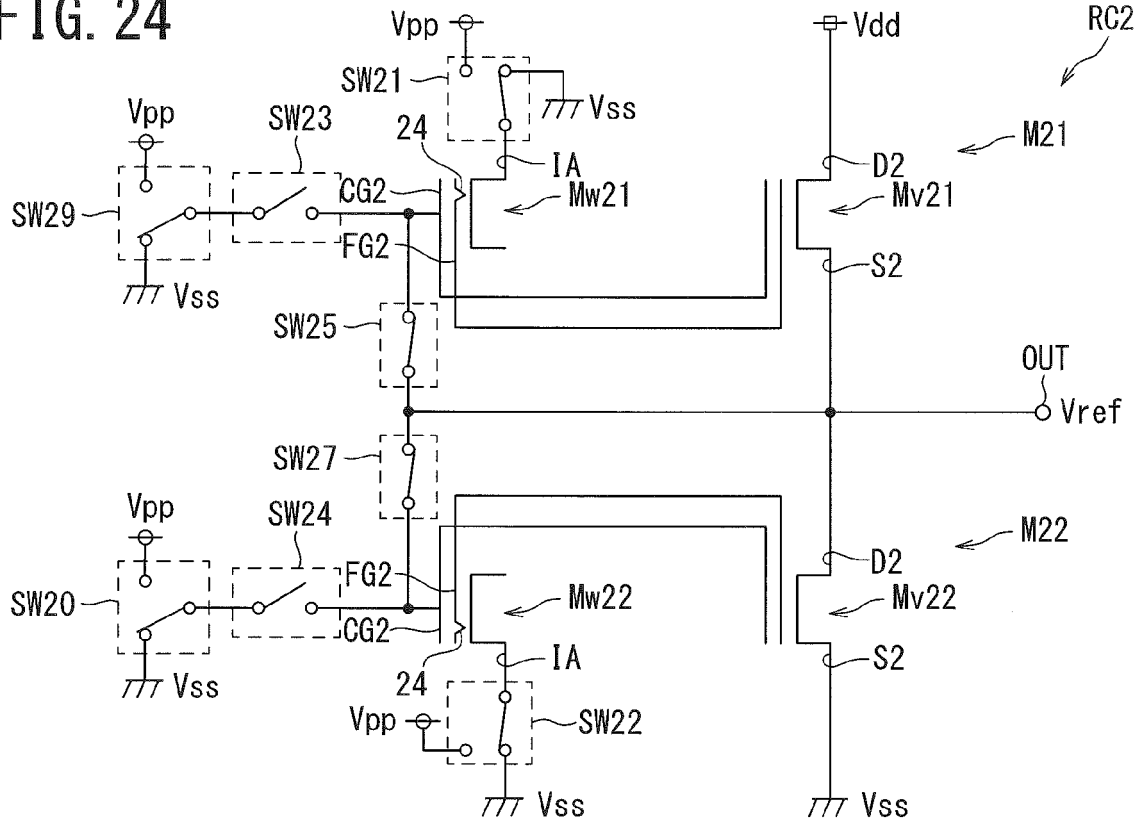 FIG. 24
RC2
Vpp
Vdd
SW21
Vss
M21
Vpp
SW23
24
IA
D2
CG2
Mw21
Mv21
SW29
FG2
S2
Vss
SW25
OUT
Vref
SW27
Vpp
SW24
M22
D2
FG2
Mw22
Mv22
SW20
CG2
24
IA
S2
Vss
Vpp
SW22
Vss
Vss